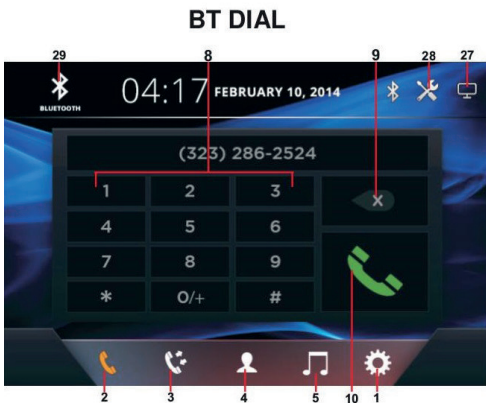 BT DIAL
29 8 9 28 27
04:17 FEBRUARY 10, 2014
BLUETOOTH
(323) 286-2524
1 2 3 X
4 5 6
7 8 9
* 0/+ #
2 3 4 5 10 1